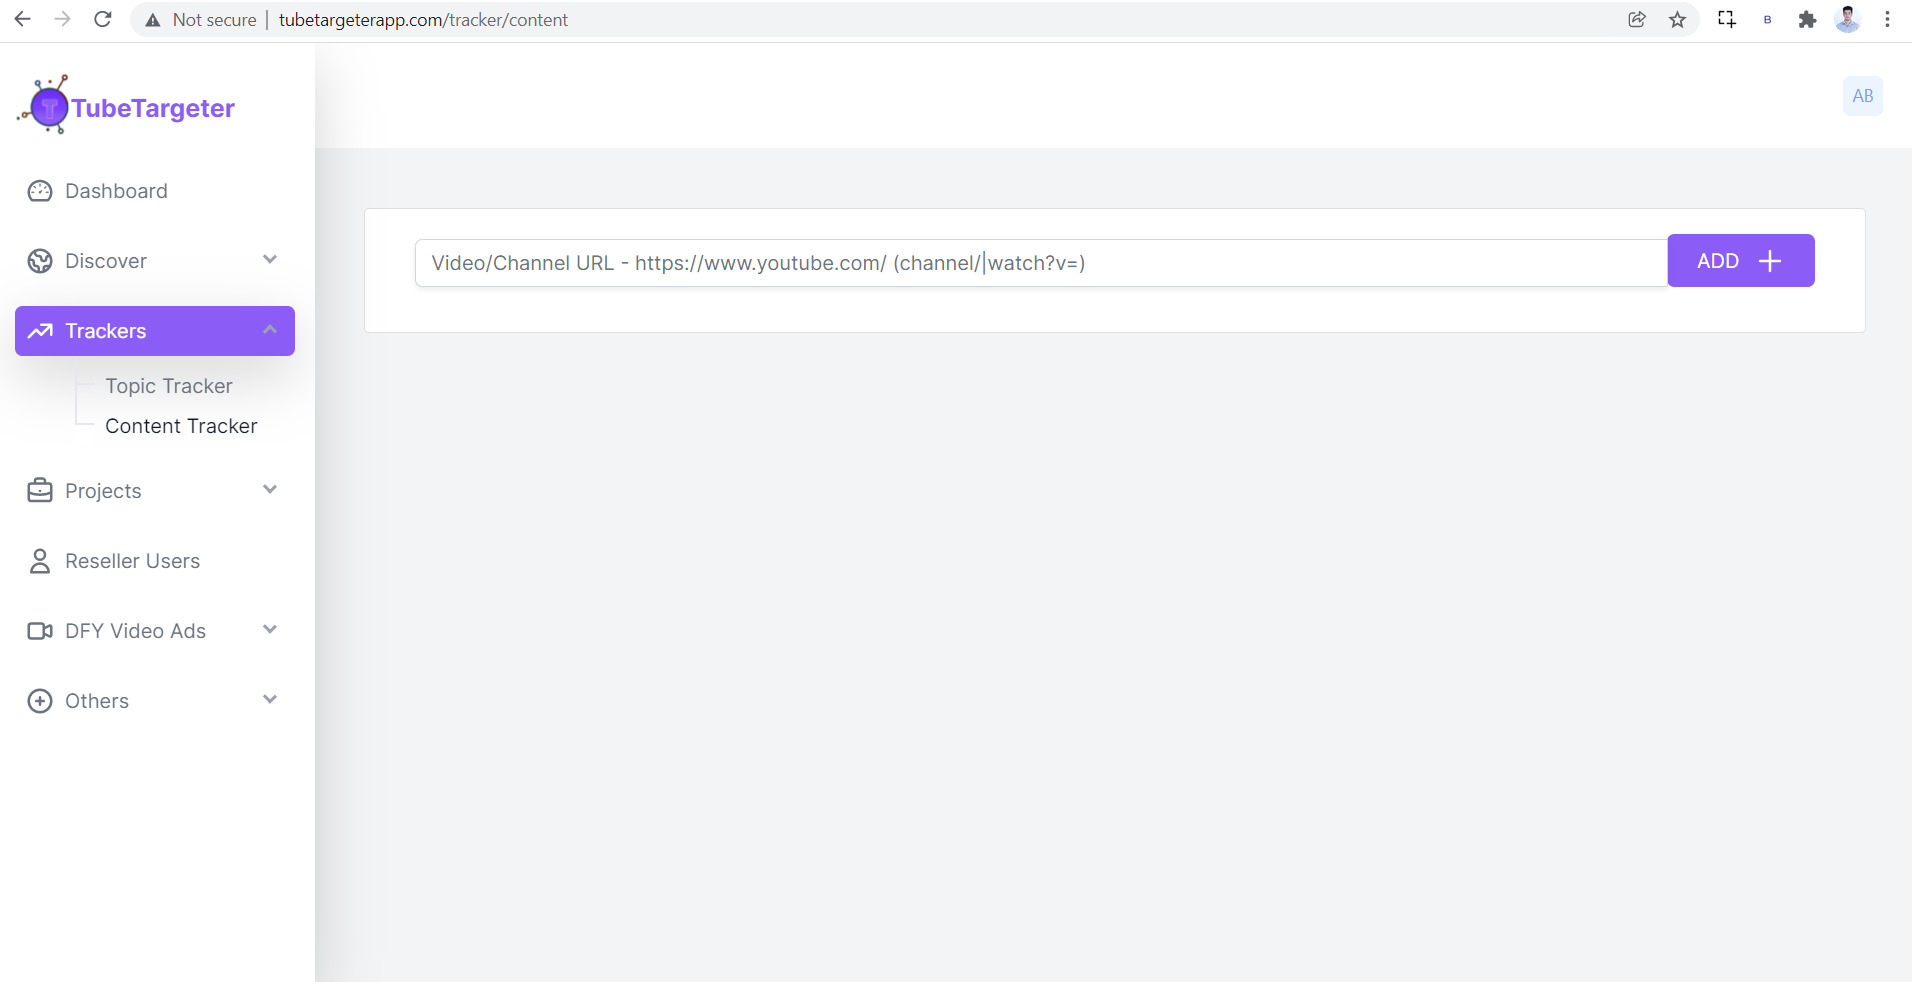 Not secure | tubetargeterapp.com/tracker/content
B
TubeTargeter
AB
Dashboard
Discover
Trackers
Topic Tracker
Content Tracker
Projects
Reseller Users
DFY Video Ads
Others
Video/Channel URL - https://www.youtube.com/ (channel/|watch?v=)
ADD +